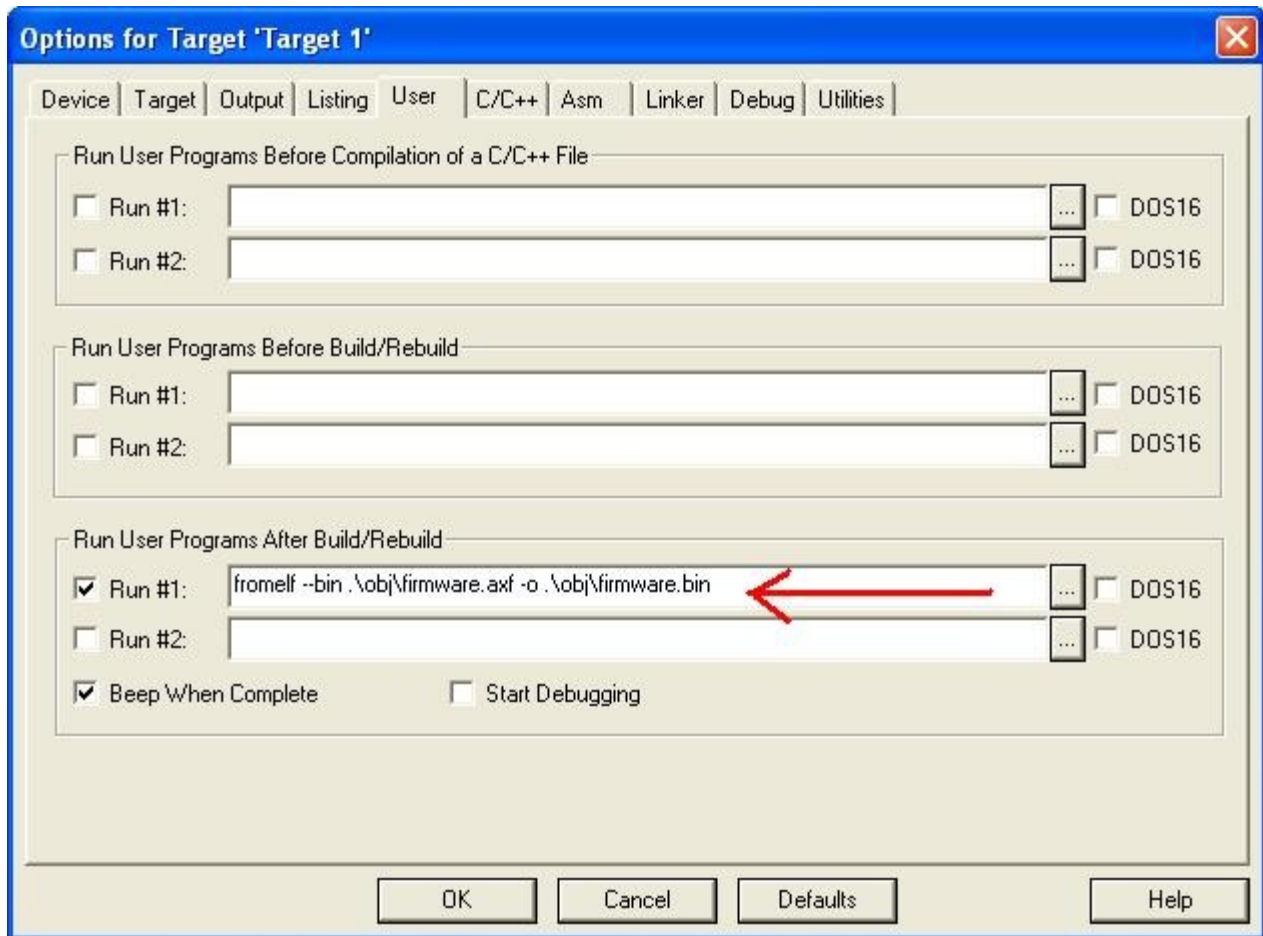 Options for Target 'Target 1'
Device Target Output Listing User C/C++ Asm Linker Debug Utilities
Run User Programs Before Compilation of a C/C++ File
Run #1: ... DOS16
Run #2: ... DOS16
Run User Programs Before Build/Rebuild
Run #1: ... DOS16
Run #2: ... DOS16
Run User Programs After Build/Rebuild
Run #1: fromelf --bin .\obj\firmware.axf -o .\obj\firmware.bin ... DOS16
Run #2: ... DOS16
Beep When Complete Start Debugging
OK Cancel Defaults Help